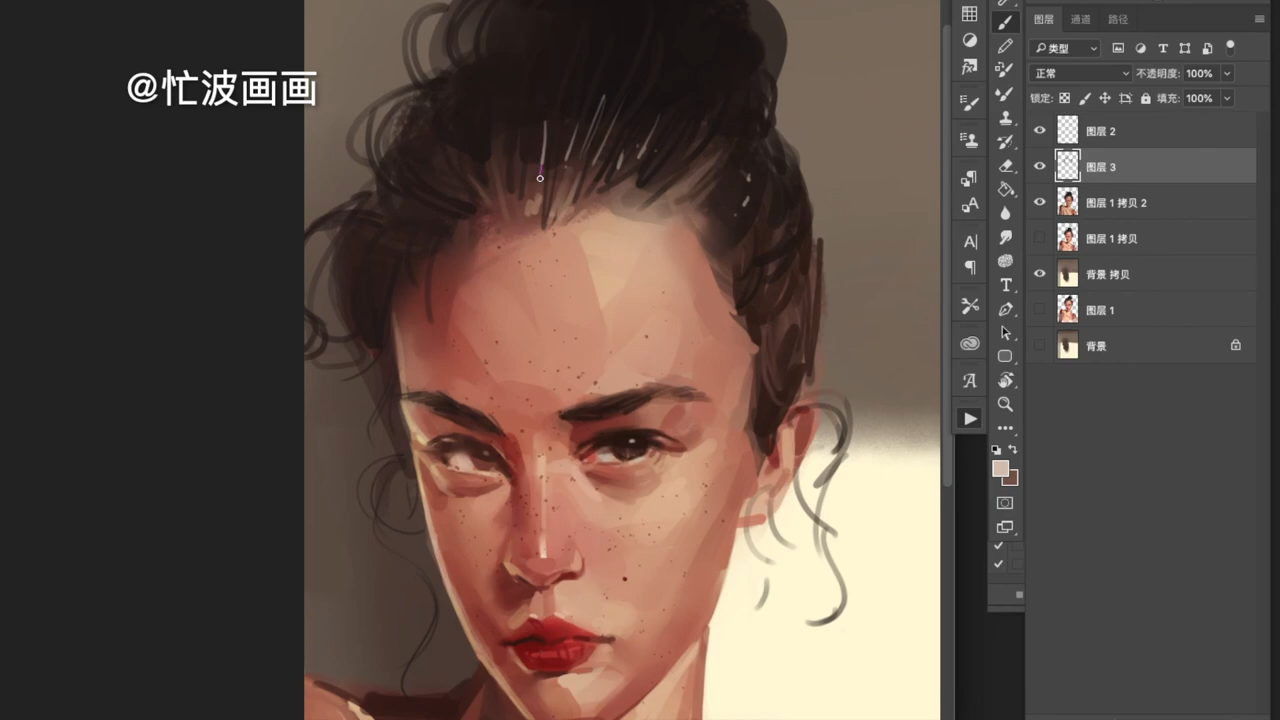 @忙波画画
图层 通道 路径
类型
正常 不透明度: 100%
锁定: 填充: 100%
图层 2
图层 3
图层 1 拷贝 2
图层 1 拷贝
背景 拷贝
图层 1
背景